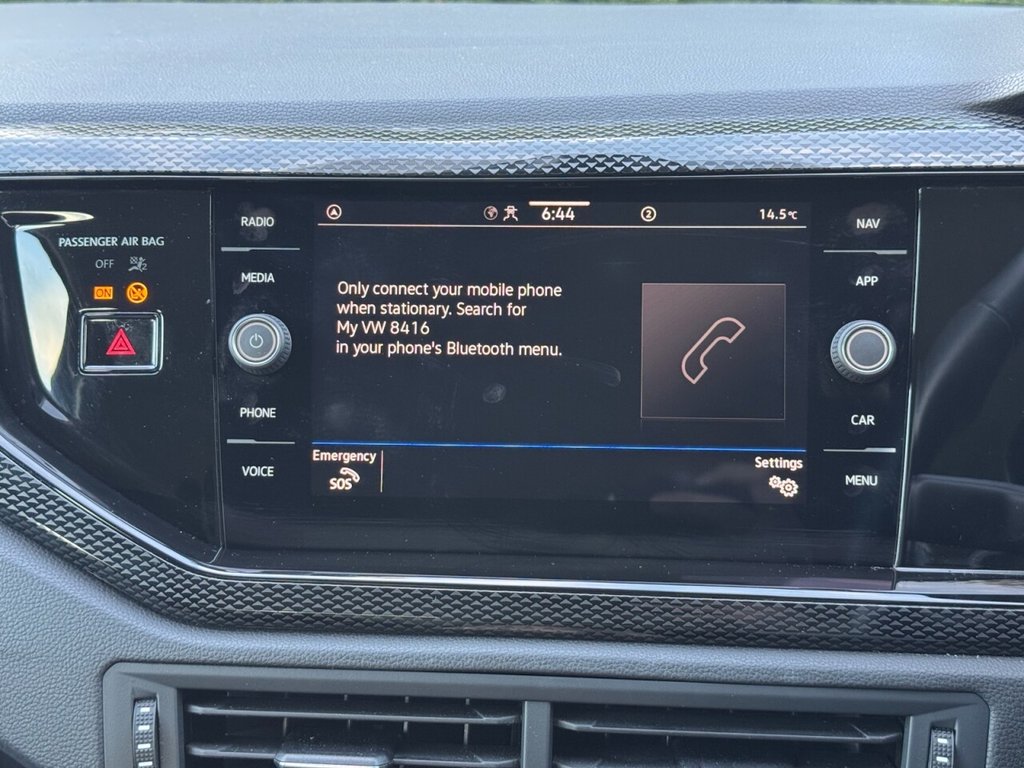 PASSENGER AIR BAG
OFF
ON
2
RADIO
MEDIA
PHONE
VOICE
6:44
2
14.5°C
Only connect your mobile phone
when stationary. Search for
My VW 8416
in your phone's Bluetooth menu.
Emergency
SOS
Settings
NAV
APP
CAR
MENU